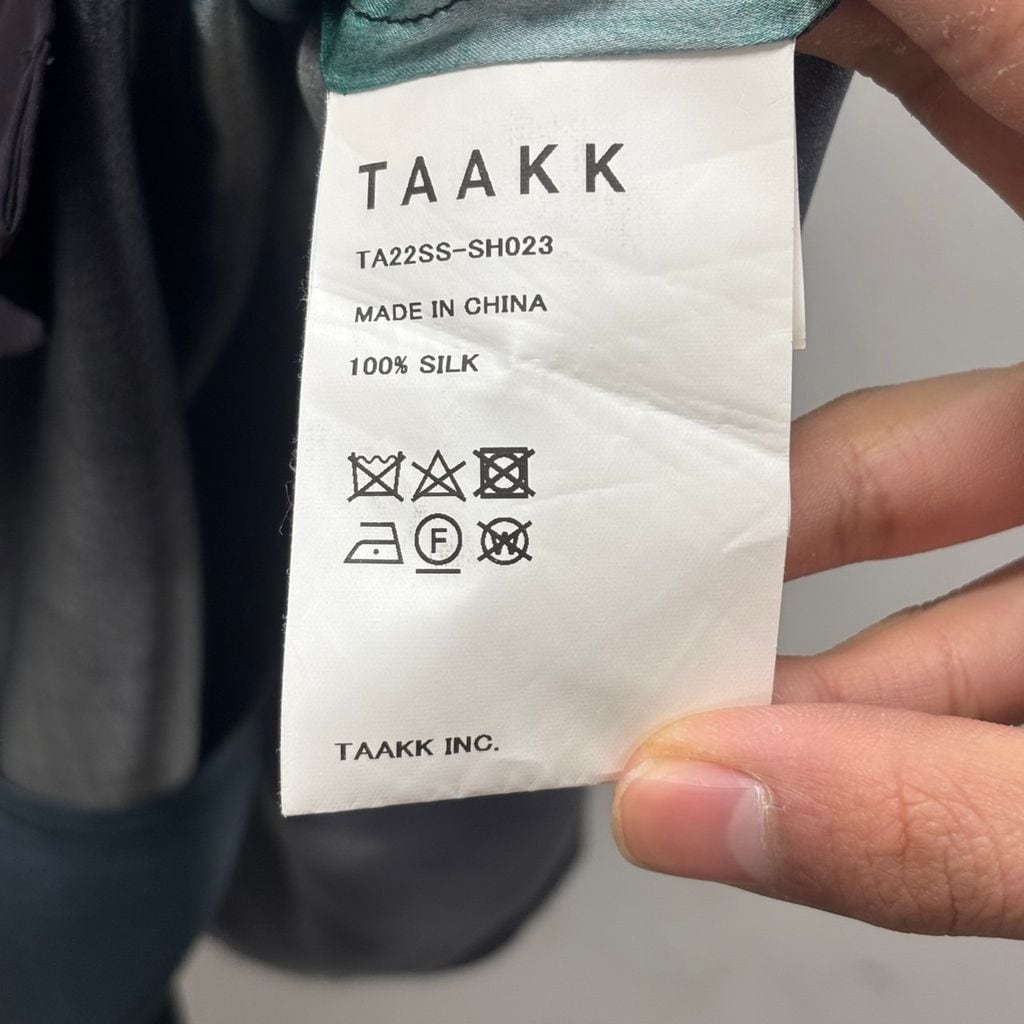 TAAKK
TA22SS-SH023
MADE IN CHINA
100% SILK
F W
TAAKK INC.